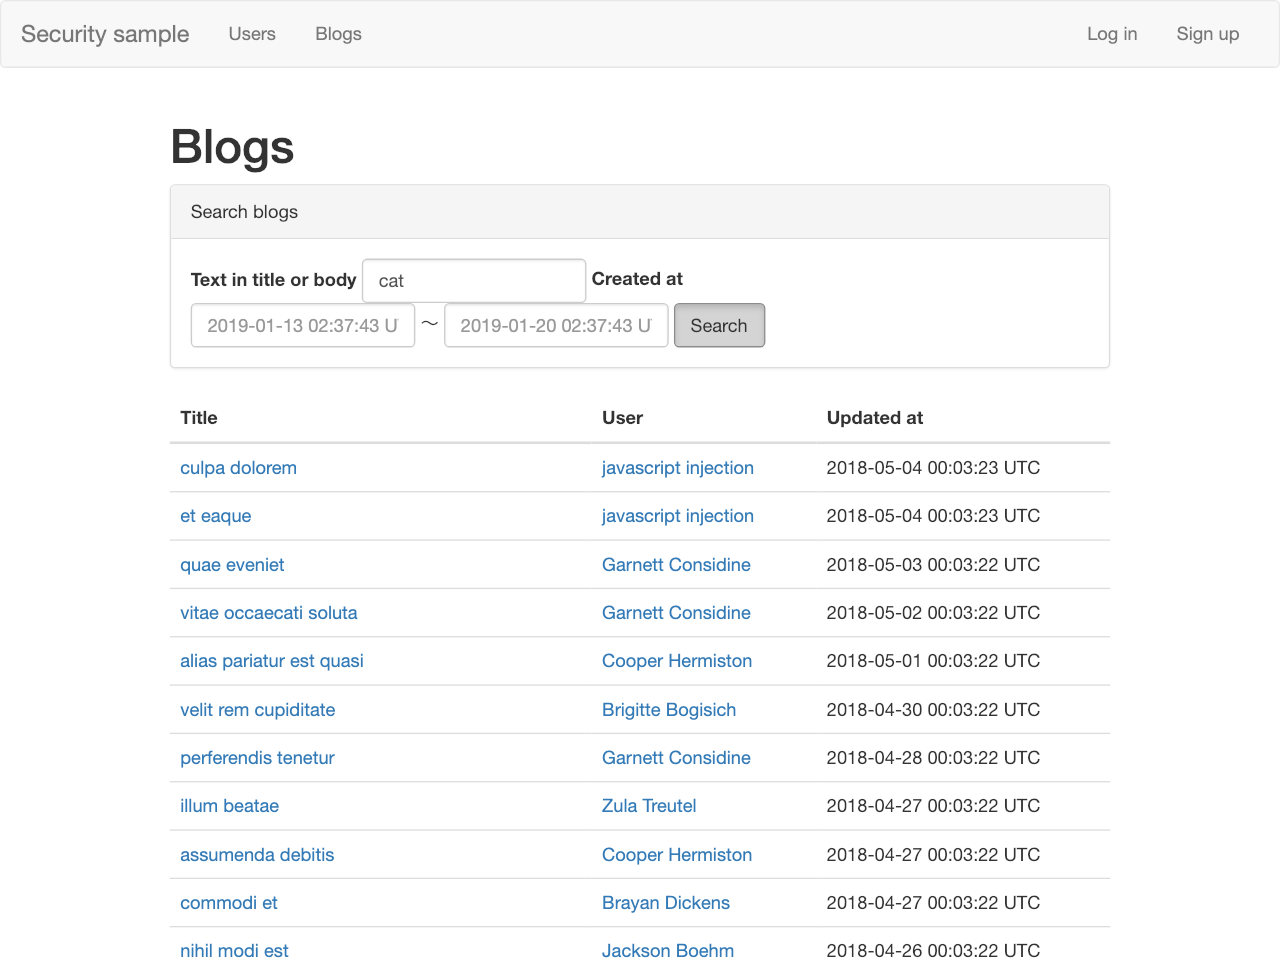 Security sample Users Blogs Log in Sign up
Blogs
Search blogs
Text in title or body cat Created at
2019-01-13 02:37:43 U ～ 2019-01-20 02:37:43 U Search
Title User Updated at
culpa dolorem javascript injection 2018-05-04 00:03:23 UTC
et eaque javascript injection 2018-05-04 00:03:23 UTC
quae eveniet Garnett Considine 2018-05-03 00:03:22 UTC
vitae occaecati soluta Garnett Considine 2018-05-02 00:03:22 UTC
alias pariatur est quasi Cooper Hermiston 2018-05-01 00:03:22 UTC
velit rem cupiditate Brigitte Bogisich 2018-04-30 00:03:22 UTC
perferendis tenetur Garnett Considine 2018-04-28 00:03:22 UTC
illum beatae Zula Treutel 2018-04-27 00:03:22 UTC
assumenda debitis Cooper Hermiston 2018-04-27 00:03:22 UTC
commodi et Brayan Dickens 2018-04-27 00:03:22 UTC
nihil modi est Jackson Boehm 2018-04-26 00:03:22 UTC